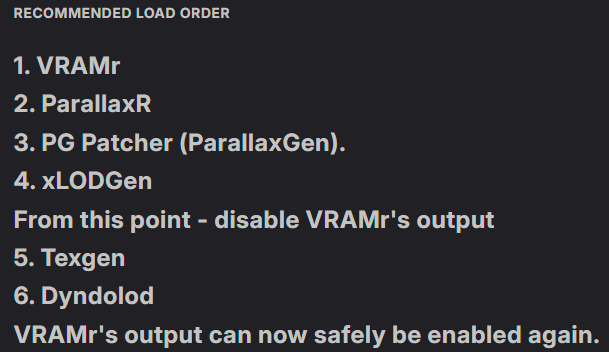 RECOMMENDED LOAD ORDER
1. VRAMr
2. ParallaxR
3. PG Patcher (ParallaxGen).
4. xLODGen
From this point - disable VRAMr's output
5. Texgen
6. Dyndolod
VRAMr's output can now safely be enabled again.